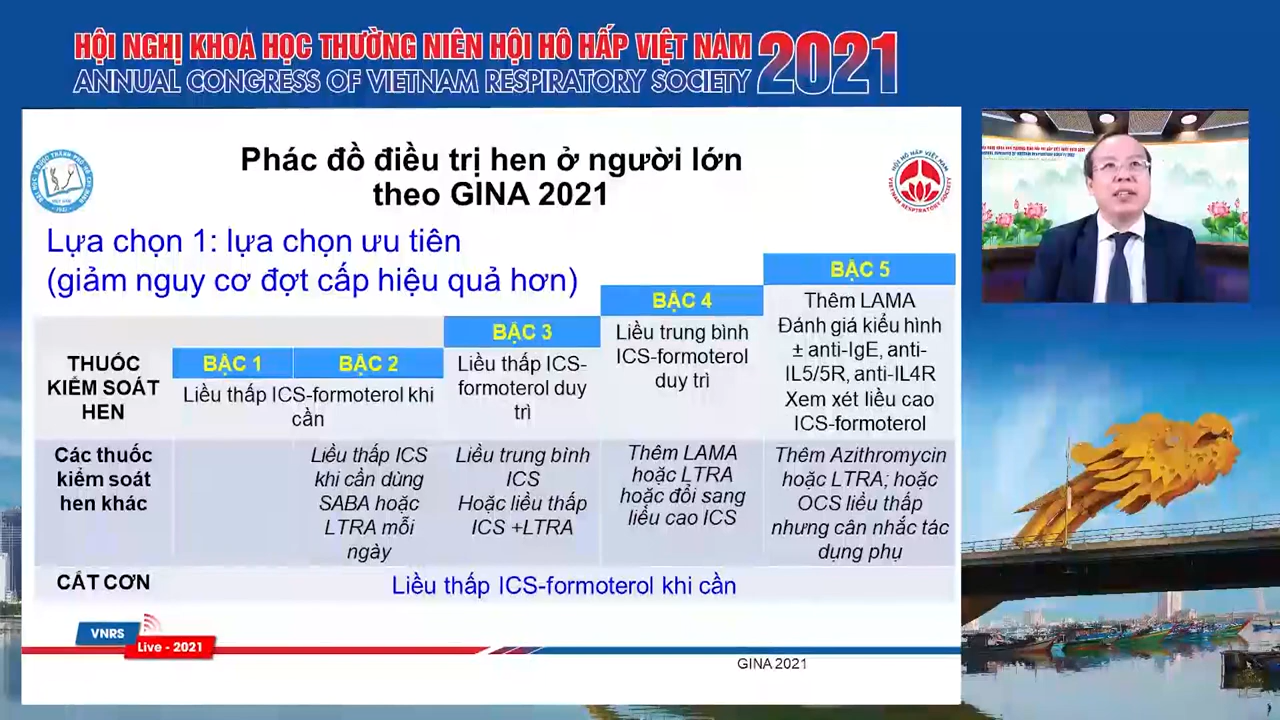 HỘI NGHỊ KHOA HỌC THƯỜNG NIÊN HỘI HÔ HẤP VIỆT NAM 2021
ANNUAL CONGRESS OF VIETNAM RESPIRATORY SOCIETY
Phác đồ điều trị hen ở người lớn
theo GINA 2021
HỘI HÔ HẤP VIỆT NAM
VIETNAM RESPIRATORY SOCIETY
Lựa chọn 1: lựa chọn ưu tiên
(giảm nguy cơ đợt cấp hiệu quả hơn)
THUỐC
KIỂM SOÁT
HEN
BẬC 1
BẬC 2
Liều thấp ICS-formoterol khi
cần
BẬC 3
Liều thấp ICS-
formoterol duy
trì
BẬC 4
Liều trung bình
ICS-formoterol
duy trì
BẬC 5
Thêm LAMA
Đánh giá kiểu hình
± anti-IgE, anti-
IL5/5R, anti-IL4R
Xem xét liều cao
ICS-formoterol
Các thuốc
kiểm soát
hen khác
Liều thấp ICS
khi cần dùng
SABA hoặc
LTRA mỗi
ngày
Liều trung bình
ICS
Hoặc liều thấp
ICS +LTRA
Thêm LAMA
hoặc LTRA
hoặc đổi sang
liều cao ICS
Thêm Azithromycin
hoặc LTRA; hoặc
OCS liều thấp
nhưng cân nhắc tác
dụng phụ
CẮT CƠN
Liều thấp ICS-formoterol khi cần
VNRS
Live - 2021
GINA 2021